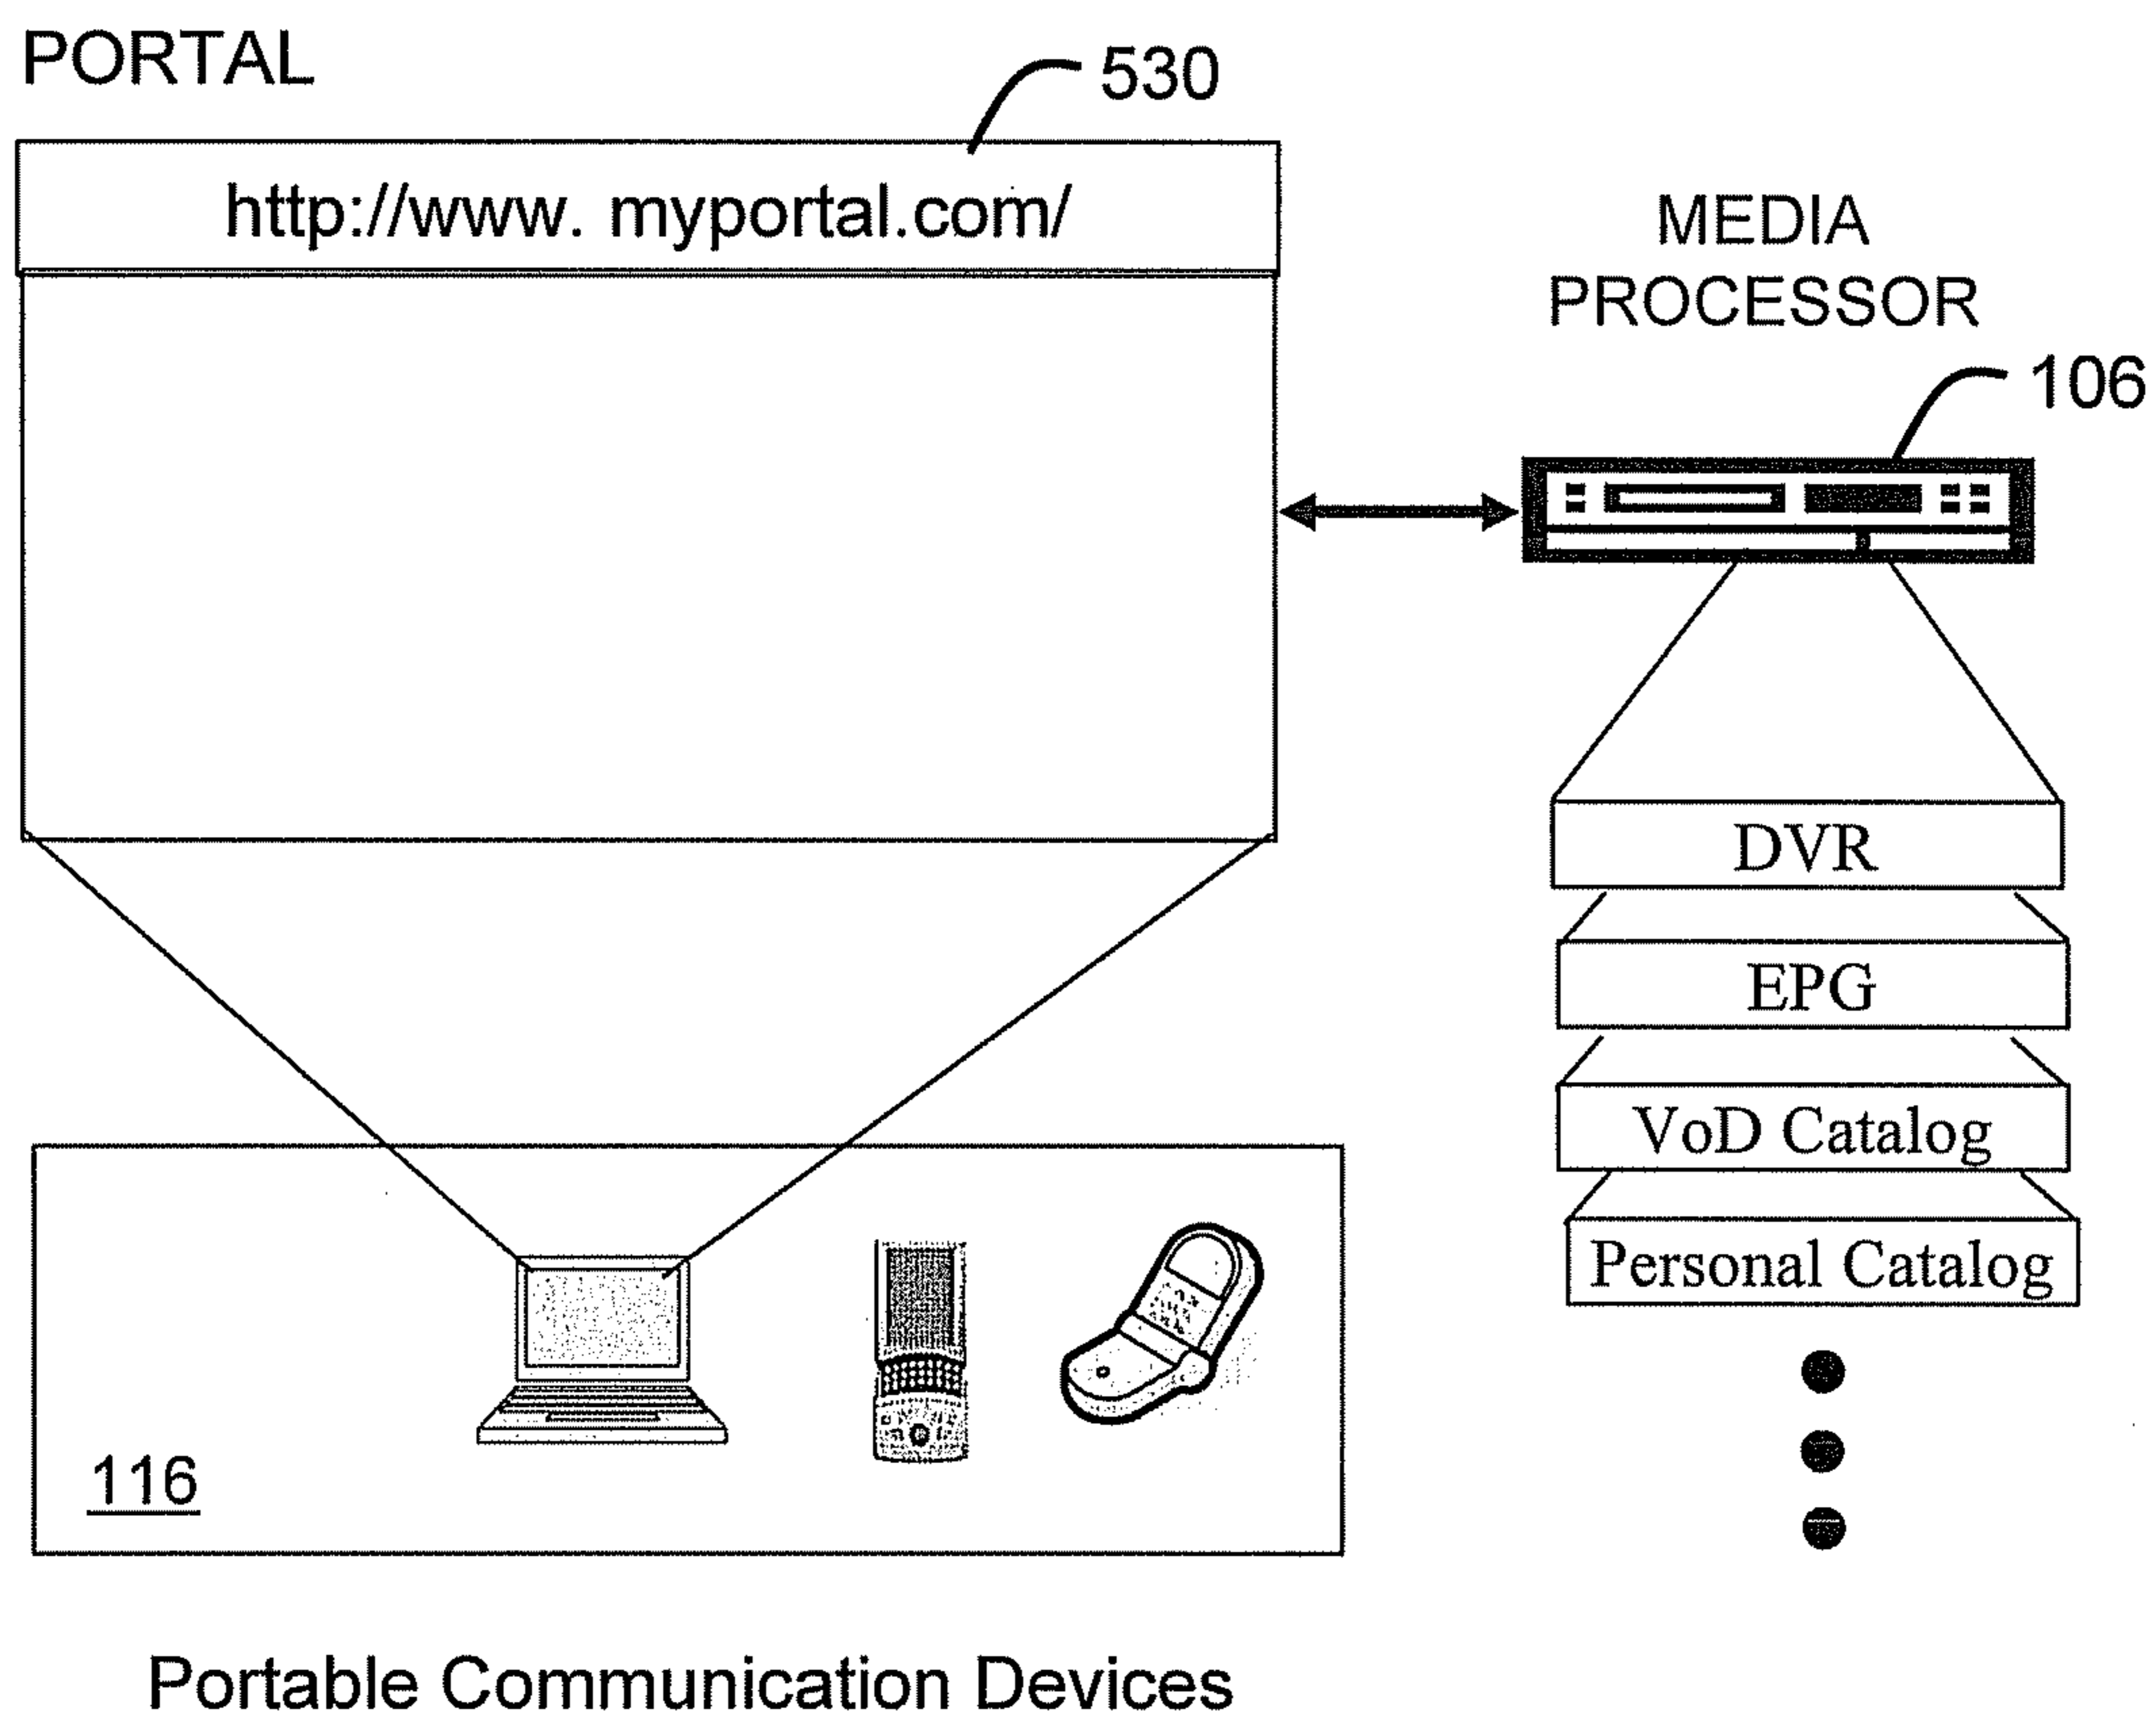 PORTAL
530
http://www. myportal.com/
MEDIA
PROCESSOR
106
DVR
EPG
VoD Catalog
Personal Catalog
116
Portable Communication Devices